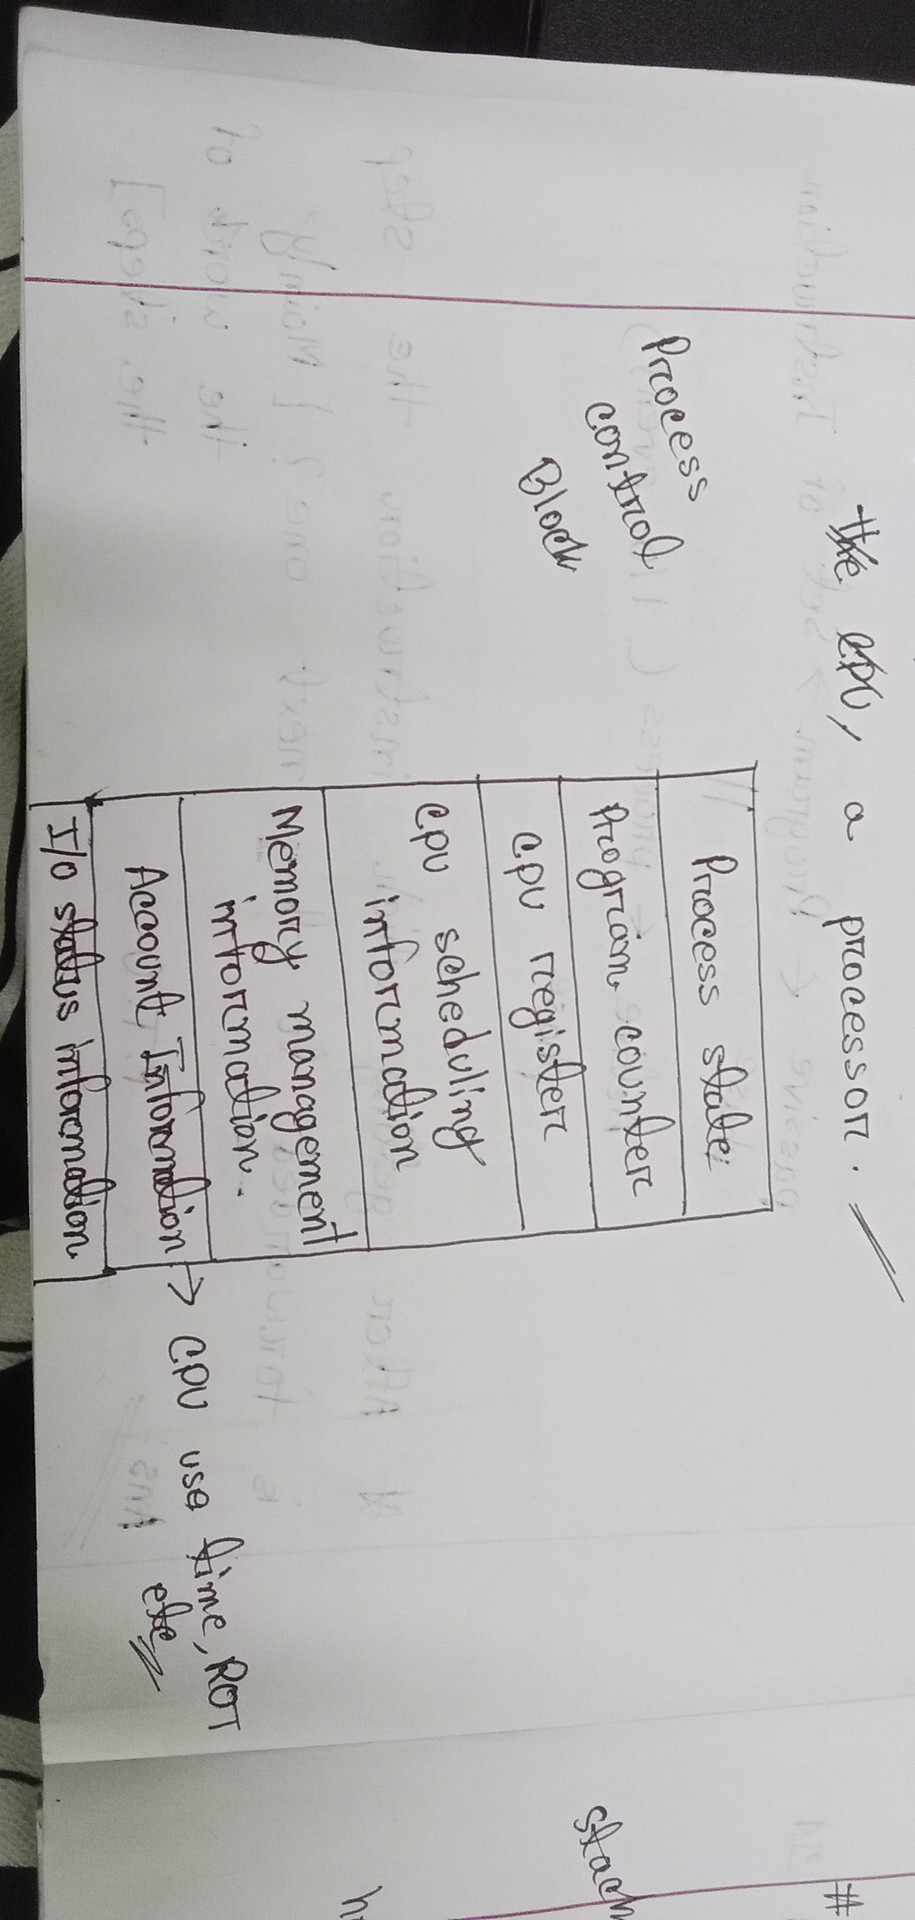 the CPU, a processor.
Process
control
Block
Process state
Program counter
CPU register
CPU scheduling
information
Memory management
information.
Account Information → CPU use time, ROT
etc
I/O status information
#
stack
h